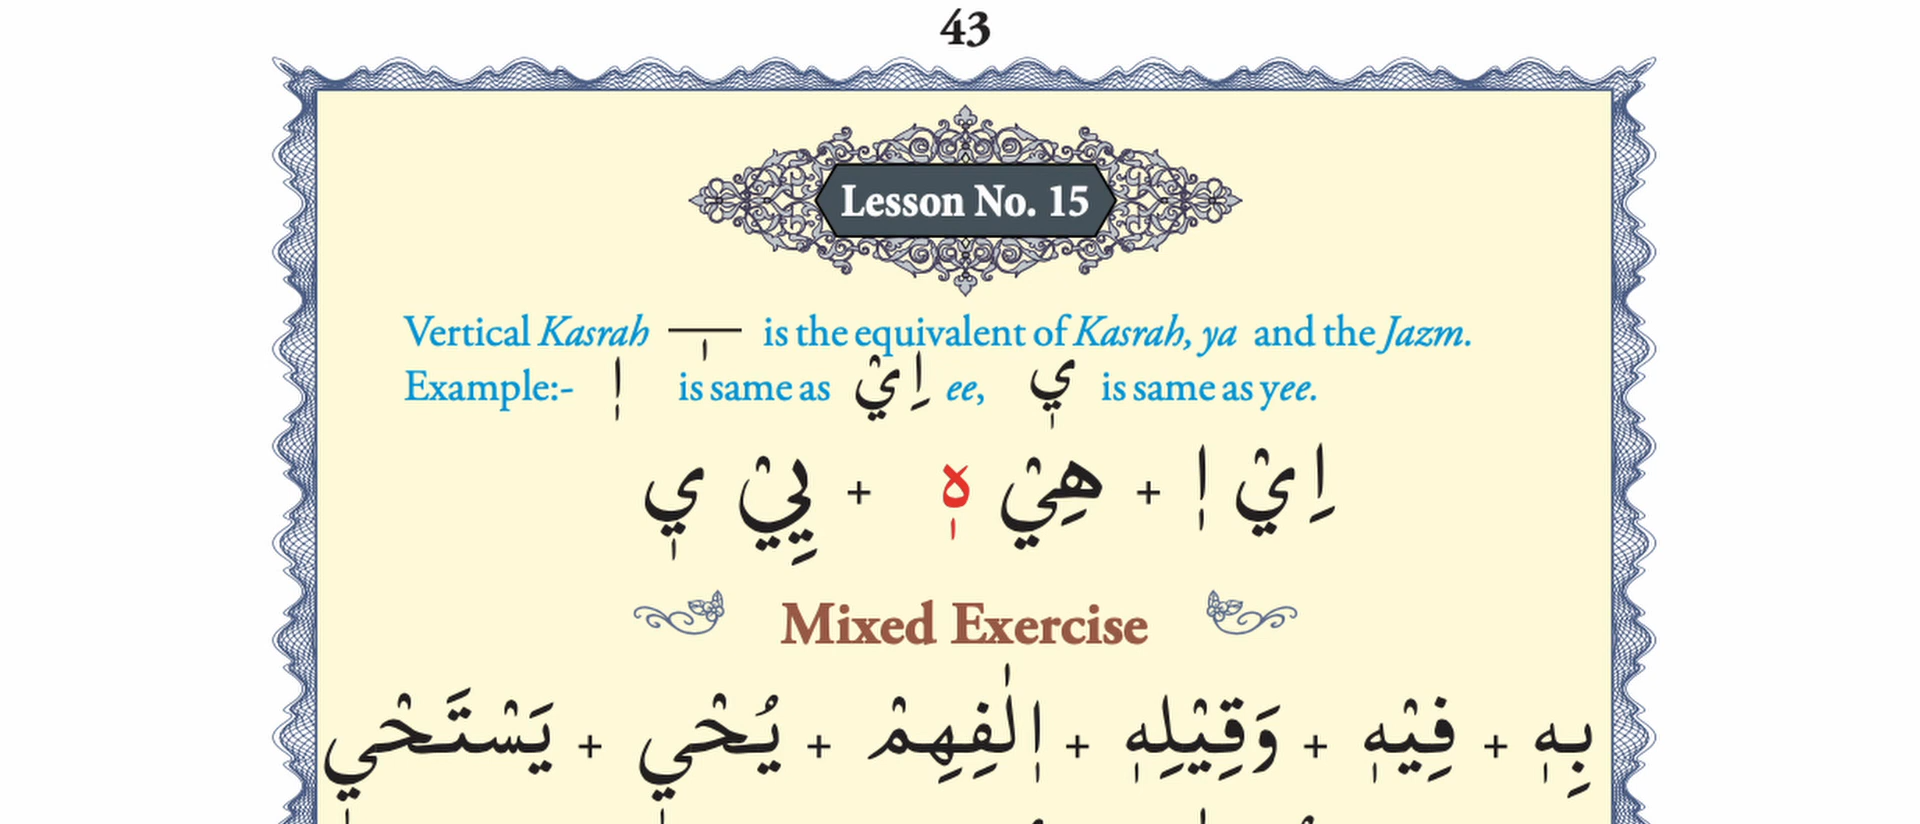 43
Lesson No. 15
Vertical Kasrah ـٖ is the equivalent of Kasrah, ya and the Jazm.
Example:- اٖ is same as اِيْ ee, يٖ is same as yee.
اِيْ اٖ + هِيْ هٖ + يِيْ يٖ
Mixed Exercise
بِهٖ + فِيْهٖ + وَقِيْلِهٖ + اٖلٰفِهِمْ + يُحْيٖ + يَسْتَحْيٖ